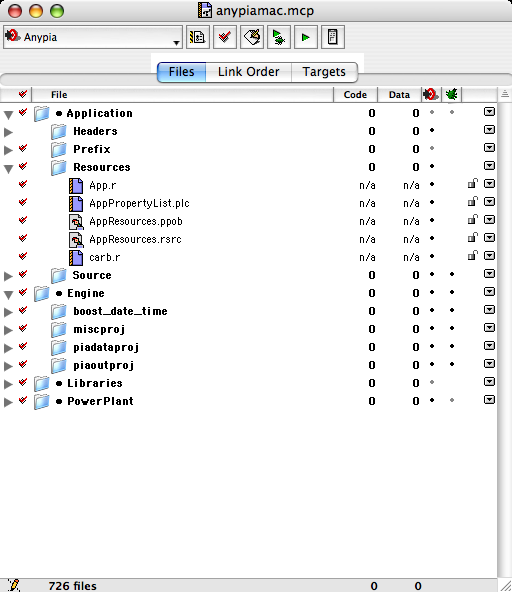 anypiamac.mcp
Anypia
Files Link Order Targets
File Code Data
• Application 0 0
Headers 0 0
Prefix 0 0
Resources 0 0
App.r n/a n/a
AppPropertyList.plc n/a n/a
AppResources.ppob n/a n/a
AppResources.rsrc n/a n/a
carb.r n/a n/a
Source 0 0
• Engine 0 0
boost_date_time 0 0
miscproj 0 0
piadataproj 0 0
piaoutproj 0 0
• Libraries 0 0
• PowerPlant 0 0
726 files 0 0